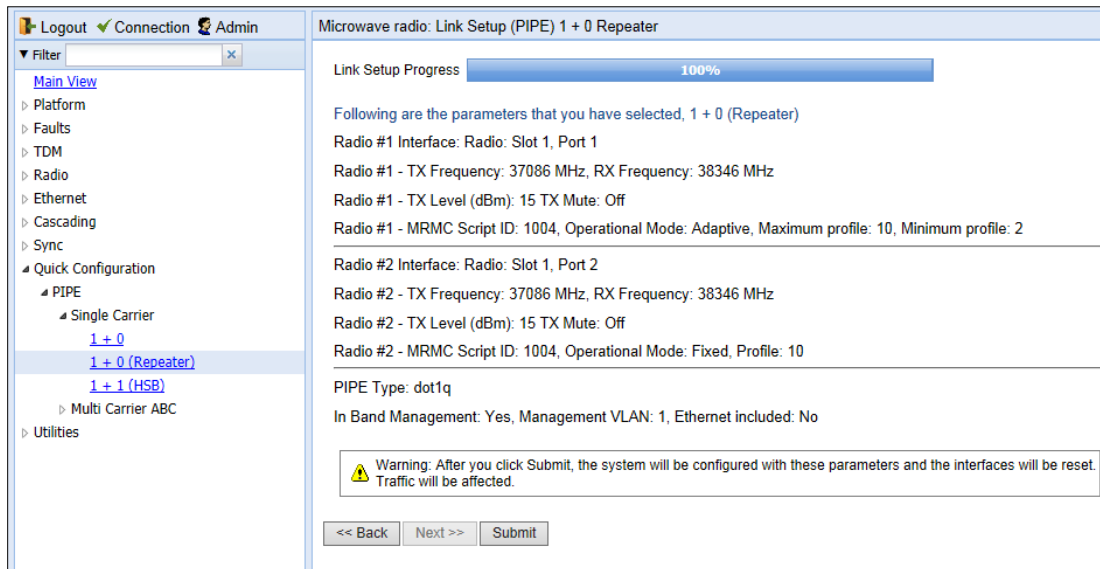 Logout Connection Admin
Filter
Main View
Platform
Faults
TDM
Radio
Ethernet
Cascading
Sync
Quick Configuration
PIPE
Single Carrier
1 + 0
1 + 0 (Repeater)
1 + 1 (HSB)
Multi Carrier ABC
Utilities
Microwave radio: Link Setup (PIPE) 1 + 0 Repeater
Link Setup Progress 100%
Following are the parameters that you have selected, 1 + 0 (Repeater)
Radio #1 Interface: Radio: Slot 1, Port 1
Radio #1 - TX Frequency: 37086 MHz, RX Frequency: 38346 MHz
Radio #1 - TX Level (dBm): 15 TX Mute: Off
Radio #1 - MRMC Script ID: 1004, Operational Mode: Adaptive, Maximum profile: 10, Minimum profile: 2
Radio #2 Interface: Radio: Slot 1, Port 2
Radio #2 - TX Frequency: 37086 MHz, RX Frequency: 38346 MHz
Radio #2 - TX Level (dBm): 15 TX Mute: Off
Radio #2 - MRMC Script ID: 1004, Operational Mode: Fixed, Profile: 10
PIPE Type: dot1q
In Band Management: Yes, Management VLAN: 1, Ethernet included: No
Warning: After you click Submit, the system will be configured with these parameters and the interfaces will be reset.
Traffic will be affected.
<< Back Next >> Submit